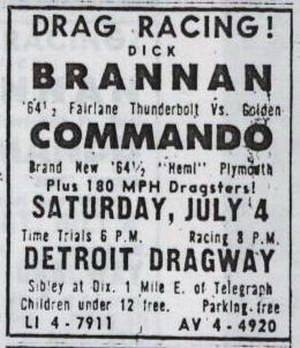 DRAG RACING!
DICK
BRANNAN
'64½ Fairlane Thunderbolt Vs. Golden
COMMANDO
Brand New '64½ "Hemi" Plymouth
Plus 180 MPH Dragsters!
SATURDAY, JULY 4
Time Trials 6 P.M. Racing 8 P.M.
DETROIT DRAGWAY
Sibley at Dix. 1 Mile E. of Telegraph
Children under 12 free. Parking-free
LI 4-7911 AV 4-4920